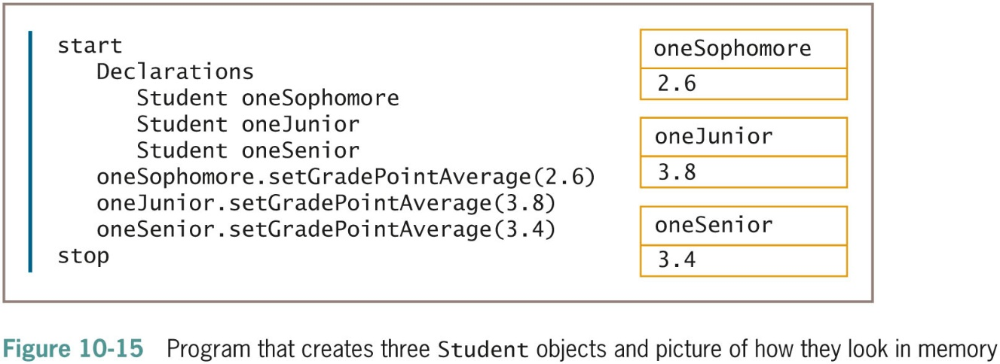 start
Declarations
Student oneSophomore
Student oneJunior
Student oneSenior
oneSophomore.setGradePointAverage(2.6)
oneJunior.setGradePointAverage(3.8)
oneSenior.setGradePointAverage(3.4)
stop
oneSophomore
2.6
oneJunior
3.8
oneSenior
3.4
Figure 10-15 Program that creates three Student objects and picture of how they look in memory